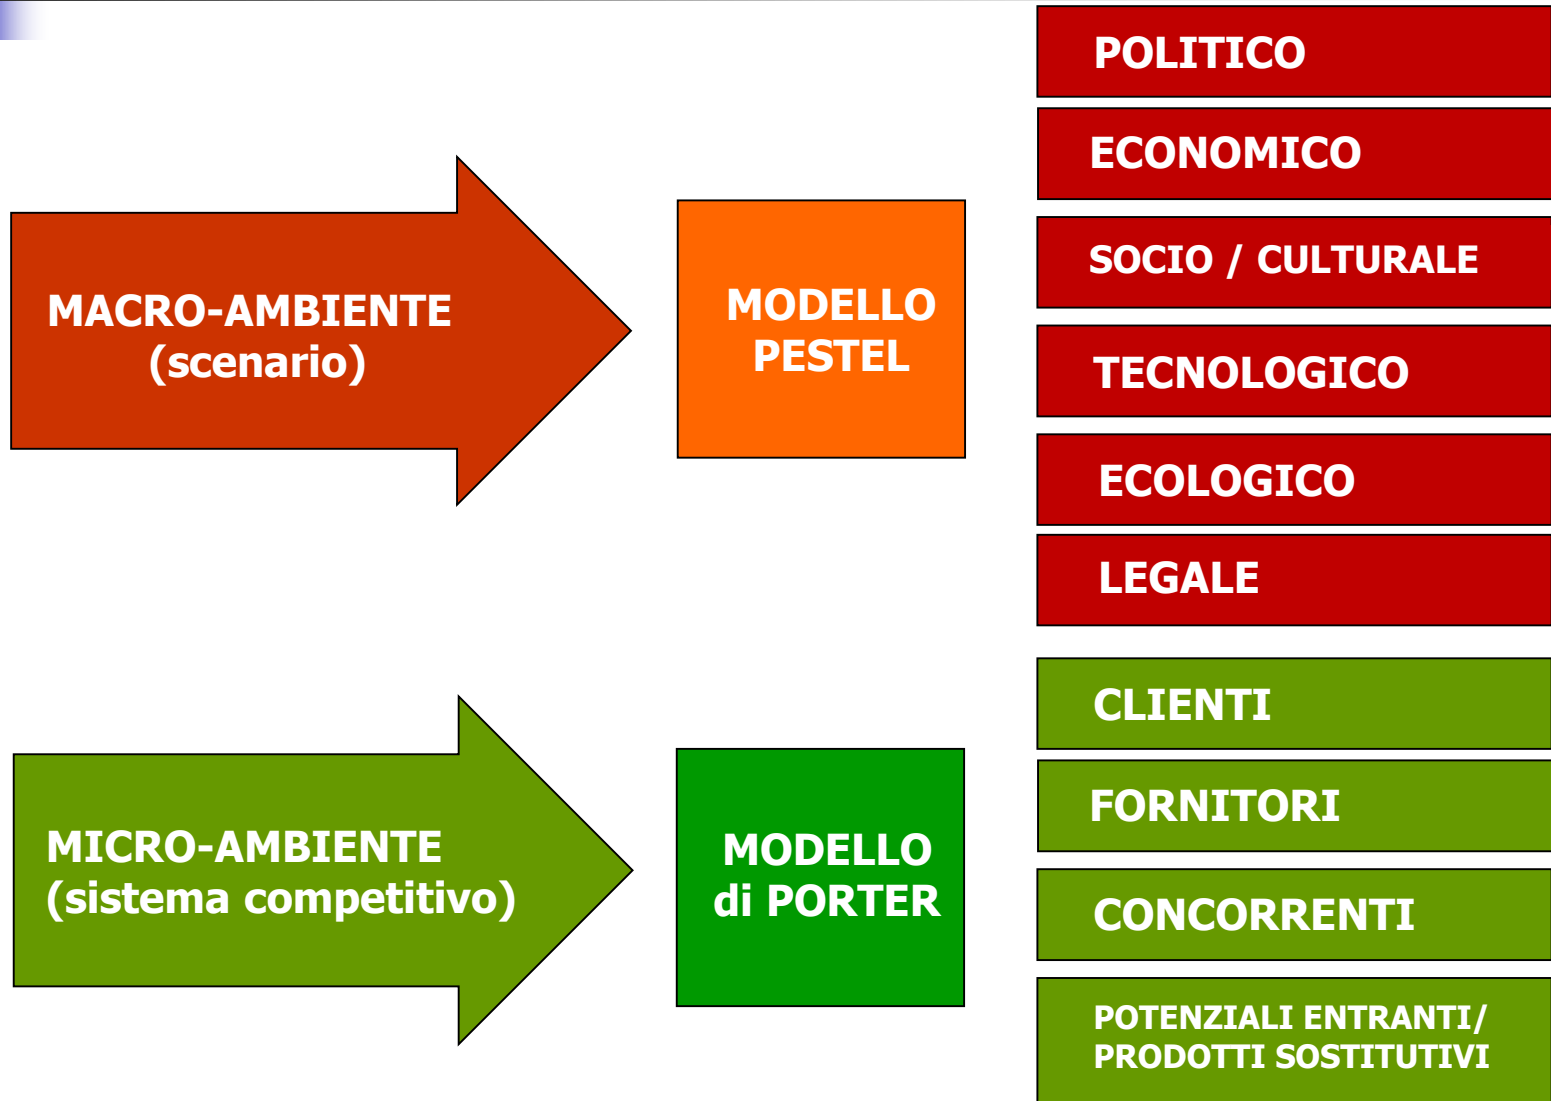 MACRO-AMBIENTE
(scenario)
MODELLO
PESTEL
POLITICO
ECONOMICO
SOCIO / CULTURALE
TECNOLOGICO
ECOLOGICO
LEGALE
MICRO-AMBIENTE
(sistema competitivo)
MODELLO
di PORTER
CLIENTI
FORNITORI
CONCORRENTI
POTENZIALI ENTRANTI/
PRODOTTI SOSTITUTIVI